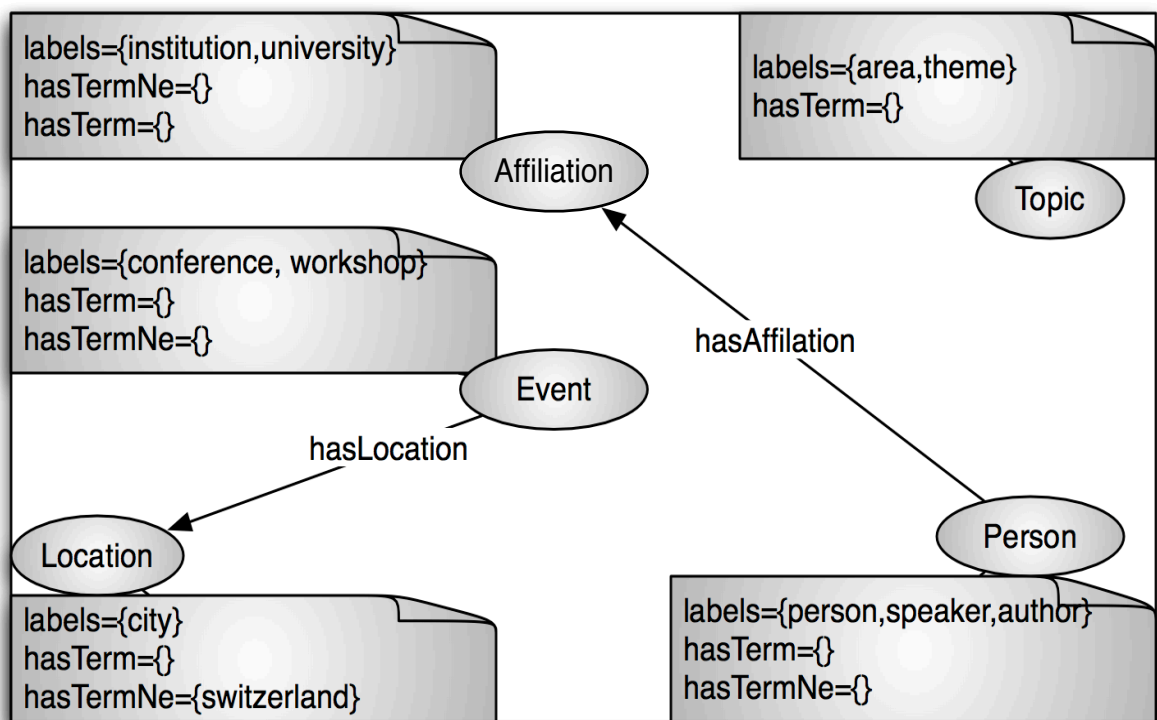 labels={institution,university}
hasTermNe={}
hasTerm={}
Affiliation
labels={area,theme}
hasTerm={}
Topic
labels={conference, workshop}
hasTerm={}
hasTermNe={}
Event
hasAffilation
hasLocation
Location
labels={city}
hasTerm={}
hasTermNe={switzerland}
Person
labels={person,speaker,author}
hasTerm={}
hasTermNe={}